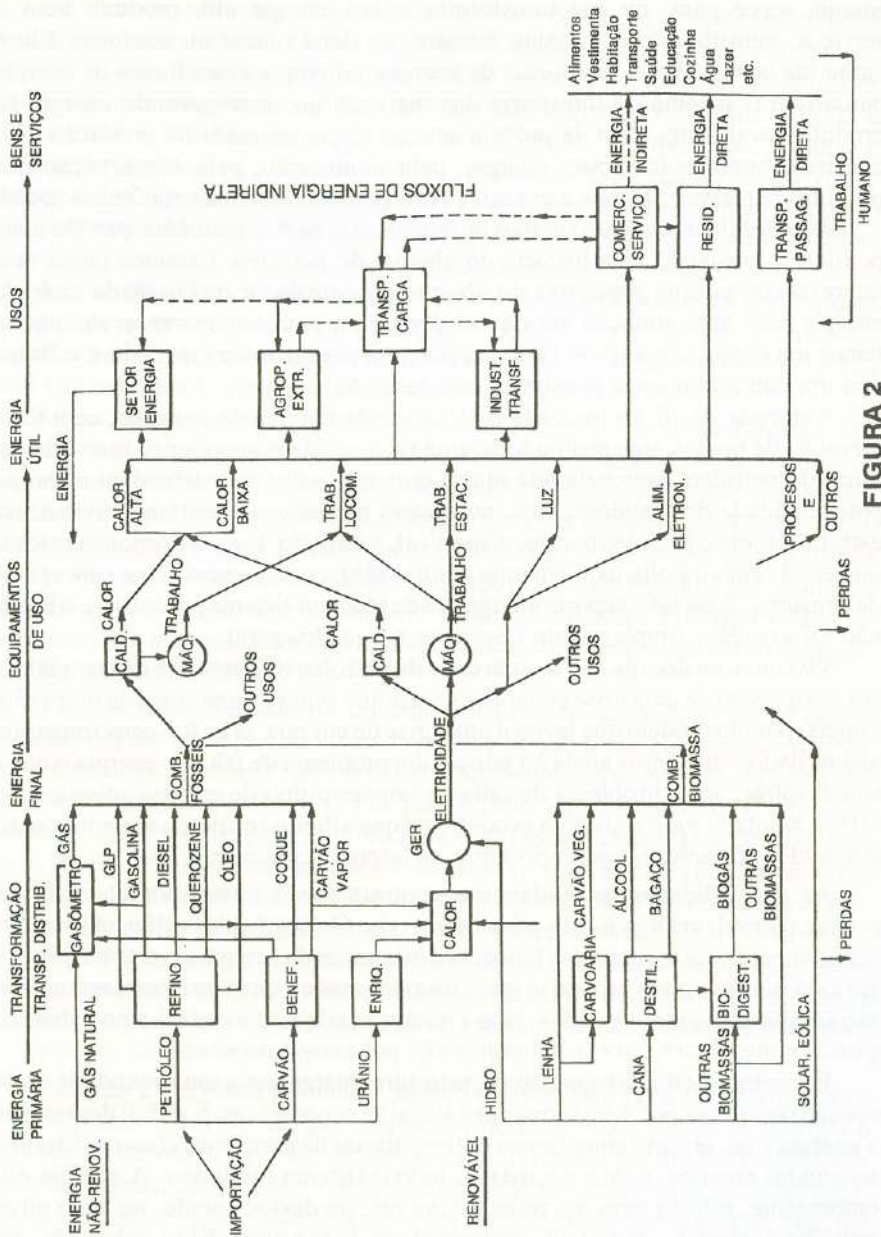 ENERGIA PRIMÁRIA
TRANSFORMAÇÃO
TRANSP. DISTRIB.
ENERGIA FINAL
EQUIPAMENTOS DE USO
ENERGIA ÚTIL
USOS
BENS E SERVIÇOS
ENERGIA NÃO-RENOV.
GÁS NATURAL
GASÔMETRO
GÁS
PETRÓLEO
REFINO
GLP
GASOLINA
DIESEL
QUEROZENE
ÓLEO
IMPORTAÇÃO
CARVÃO
BENEF.
COQUE
CARVÃO VAPOR
URÂNIO
ENRIQ.
CALOR
GER
ELETRICIDADE
COMB. FÓSSEIS
OUTROS USOS
RENOVÁVEL
HIDRO
LENHA
CARVOARIA
CARVÃO VEG.
CANA
DESTIL.
ÁLCOOL
BAGAÇO
OUTRAS BIOMASSAS
BIO-DIGEST.
BIOGÁS
OUTRAS BIOMASSAS
COMB. BIOMASSA
SOLAR, EÓLICA
PERDAS
CALD.
CALOR
MAQ.
TRABALHO
CALD.
CALOR
MAQ.
TRABALHO
OUTROS USOS
PERDAS
ENERGIA
CALOR ALTA
CALOR BAIXA
TRAB. LOCOM.
TRAB. ESTAC.
LUZ
ALIM. ELETRON.
PROCESSOS E OUTROS
SETOR ENERGIA
AGROP. EXTR.
TRANSP. CARGA
INDUST. TRANSF.
FLUXOS DE ENERGIA INDIRETA
COMERC. SERVIÇO
RESID.
TRANSP. PASSAG.
ENERGIA INDIRETA
ENERGIA DIRETA
ENERGIA DIRETA
TRABALHO HUMANO
Alimentos
Vestimenta
Habitação
Transporte
Saúde
Educação
Cozinha
Água
Lazer
etc.
FIGURA 2